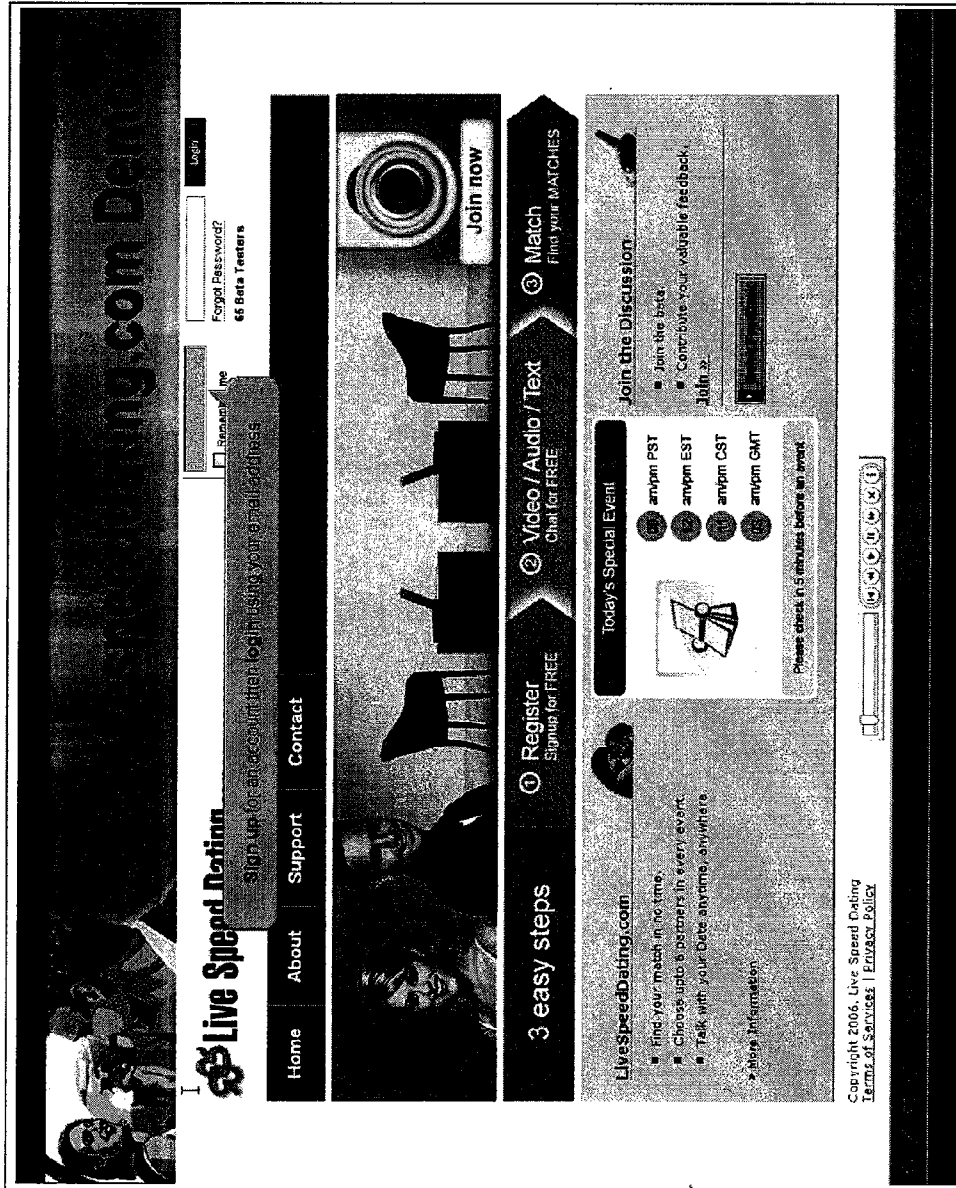 Login
Forgot Password?
65 Beta Testers
Live Speed Dating
Sign up for an account then login using your email address
Home About Support Contact
Join now
3 easy steps
① Register
Signup for FREE
② Video / Audio / Text
Chat for FREE
③ Match
Find your MATCHES
LiveSpeedDating.com
■ Find your match in no time.
■ Choose upto 6 partners in every event.
■ Talk with your Date anytime, anywhere
» More Information
Today's Special Event
am/pm PST
am/pm EST
am/pm CST
am/pm GMT
Please check in 5 minutes before an event
Join the Discussion
■ Join the beta.
■ Contribute your valuable feedback.
Join »
Copyright 2006, Live Speed Dating
Terms of Services | Privacy Policy